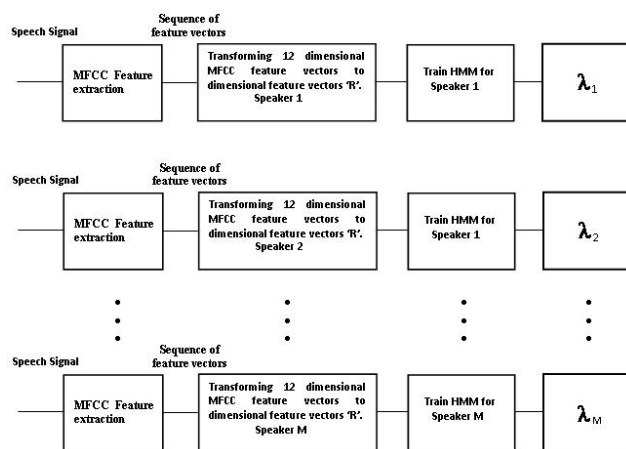 Speech Signal
Sequence of
feature vectors
MFCC Feature
extraction
Transforming 12 dimensional
MFCC feature vectors to
dimensional feature vectors 'R'.
Speaker 1
Train HMM for
Speaker 1
λ1
Speech Signal
Sequence of
feature vectors
MFCC Feature
extraction
Transforming 12 dimensional
MFCC feature vectors to
dimensional feature vectors 'R'.
Speaker 2
Train HMM for
Speaker 1
λ2
Speech Signal
Sequence of
feature vectors
MFCC Feature
extraction
Transforming 12 dimensional
MFCC feature vectors to
dimensional feature vectors 'R'.
Speaker M
Train HMM for
Speaker M
λM